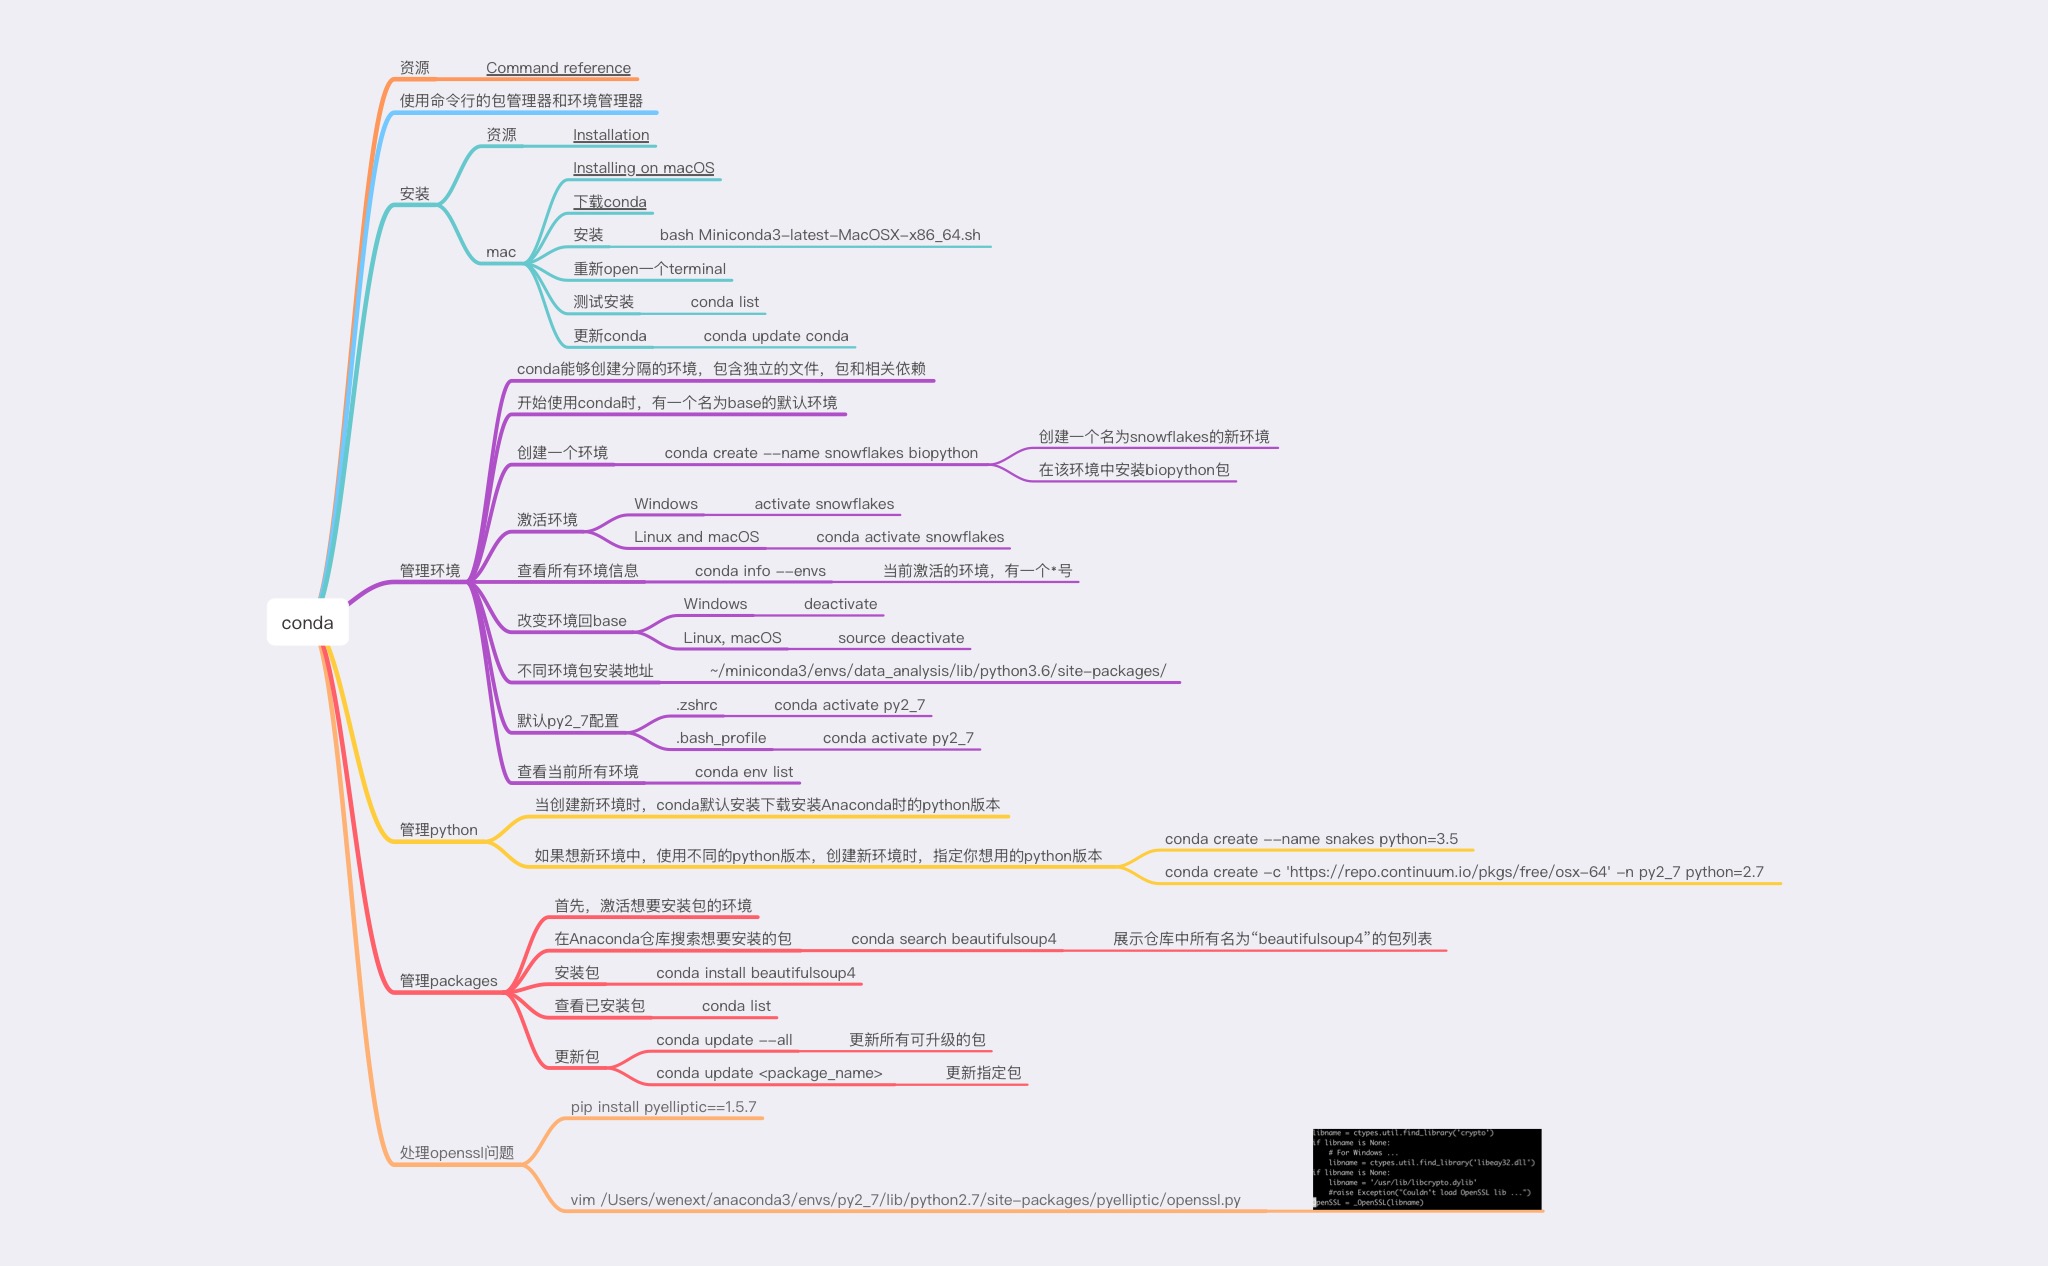 资源
Command reference
使用命令行的包管理器和环境管理器
安装
资源
Installation
mac
Installing on macOS
下载conda
安装
bash Miniconda3-latest-MacOSX-x86_64.sh
重新open一个terminal
测试安装
conda list
更新conda
conda update conda
conda
管理环境
conda能够创建分隔的环境，包含独立的文件，包和相关依赖
开始使用conda时，有一个名为base的默认环境
创建一个环境
conda create --name snowflakes biopython
创建一个名为snowflakes的新环境
在该环境中安装biopython包
激活环境
Windows
activate snowflakes
Linux and macOS
conda activate snowflakes
查看所有环境信息
conda info --envs
当前激活的环境，有一个*号
改变环境回base
Windows
deactivate
Linux, macOS
source deactivate
不同环境包安装地址
~/miniconda3/envs/data_analysis/lib/python3.6/site-packages/
默认py2_7配置
.zshrc
conda activate py2_7
.bash_profile
conda activate py2_7
查看当前所有环境
conda env list
管理python
当创建新环境时，conda默认安装下载安装Anaconda时的python版本
如果想新环境中，使用不同的python版本，创建新环境时，指定你想用的python版本
conda create --name snakes python=3.5
conda create -c 'https://repo.continuum.io/pkgs/free/osx-64' -n py2_7 python=2.7
管理packages
首先，激活想要安装包的环境
在Anaconda仓库搜索想要安装的包
conda search beautifulsoup4
展示仓库中所有名为“beautifulsoup4”的包列表
安装包
conda install beautifulsoup4
查看已安装包
conda list
更新包
conda update --all
更新所有可升级的包
conda update <package_name>
更新指定包
处理openssl问题
pip install pyelliptic==1.5.7
vim /Users/wenext/anaconda3/envs/py2_7/lib/python2.7/site-packages/pyelliptic/openssl.py
libname = ctypes.util.find_library('crypto')
if libname is None:
# For Windows ...
libname = ctypes.util.find_library('libeay32.dll')
if libname is None:
libname = '/usr/lib/libcrypto.dylib'
#raise Exception("Couldn't load OpenSSL lib ...")
OpenSSL = _OpenSSL(libname)